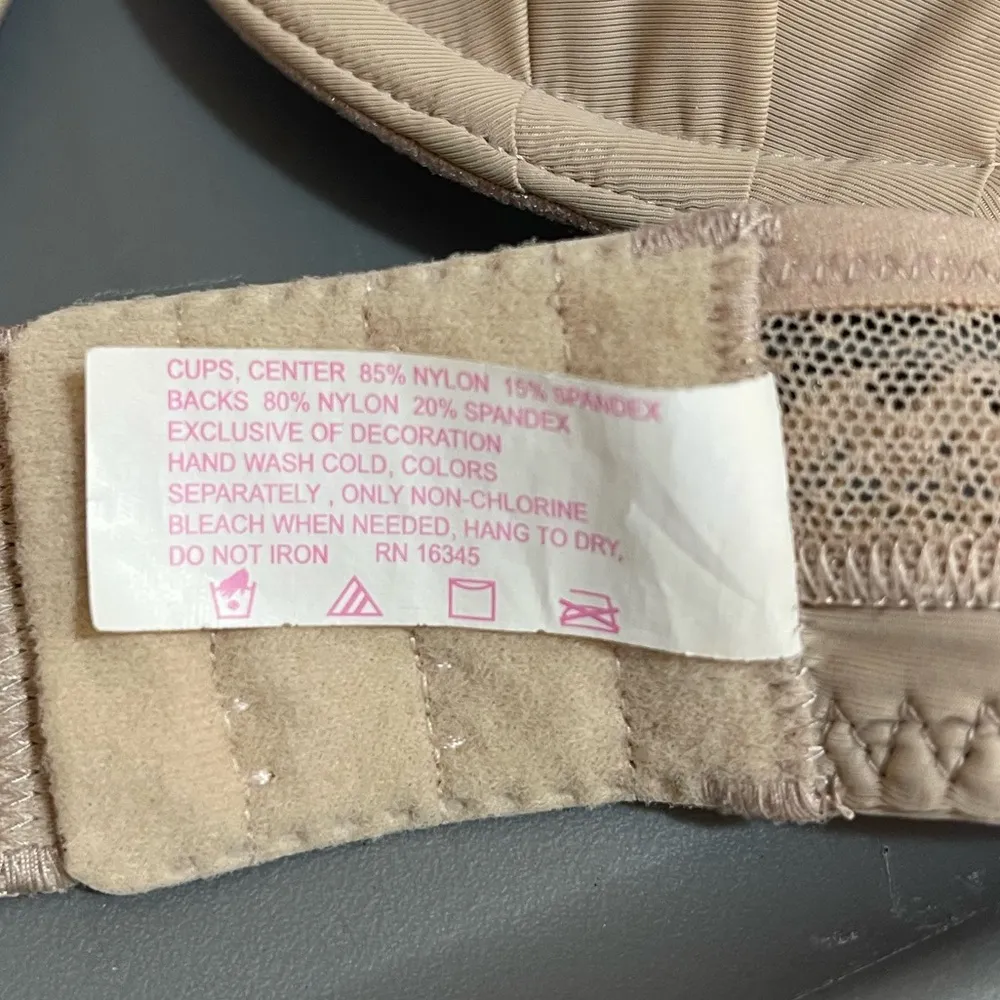 CUPS, CENTER 85% NYLON 15% SPANDEX
BACKS 80% NYLON 20% SPANDEX
EXCLUSIVE OF DECORATION
HAND WASH COLD, COLORS
SEPARATELY , ONLY NON-CHLORINE
BLEACH WHEN NEEDED, HANG TO DRY,
DO NOT IRON RN 16345